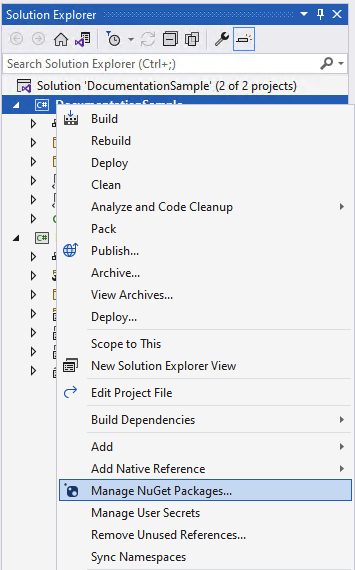 Solution Explorer
Search Solution Explorer (Ctrl+;)
Solution 'DocumentationSample' (2 of 2 projects)
C# DocumentationSample
Build
Rebuild
Deploy
Clean
Analyze and Code Cleanup
Pack
Publish...
Archive...
View Archives...
Deploy...
Scope to This
New Solution Explorer View
Edit Project File
Build Dependencies
Add
Add Native Reference
Manage NuGet Packages...
Manage User Secrets
Remove Unused References...
Sync Namespaces